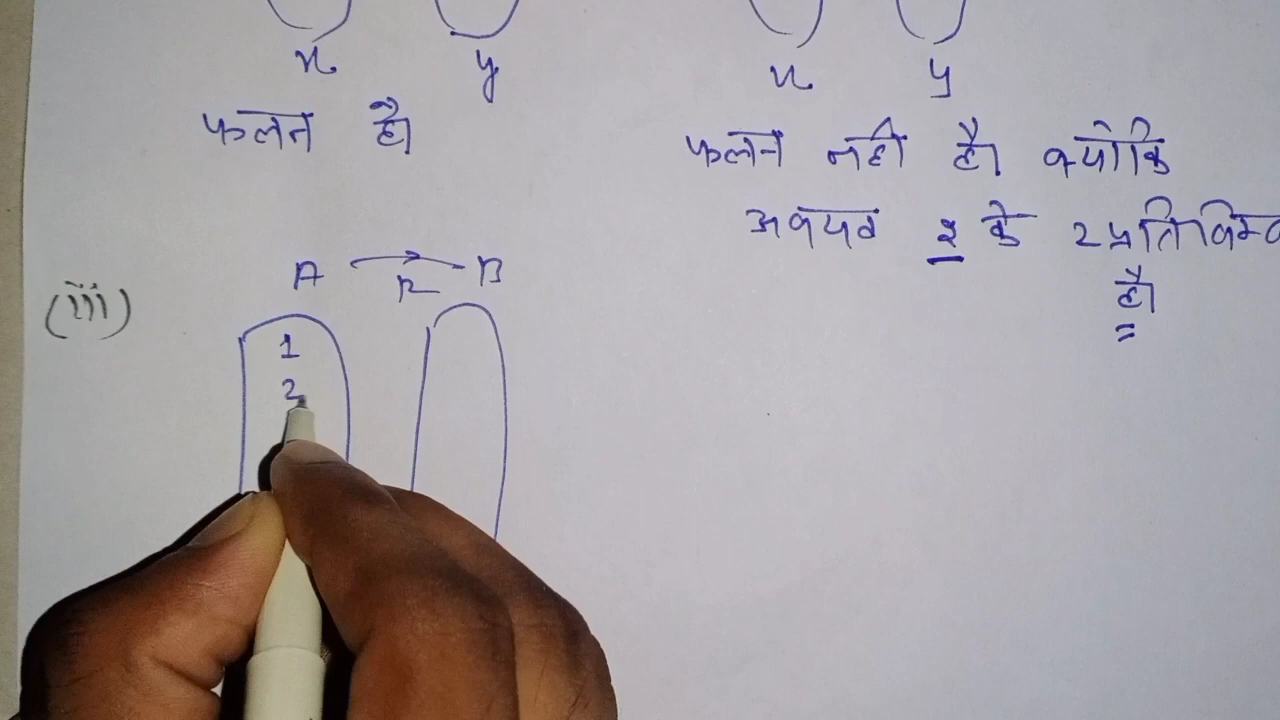 x y
फलन है।
x y
फलन नहीं है। क्योंकि
अवयव 2 के 2 प्रतिबिम्ब
है।
(iii)
A → B
R
1
2